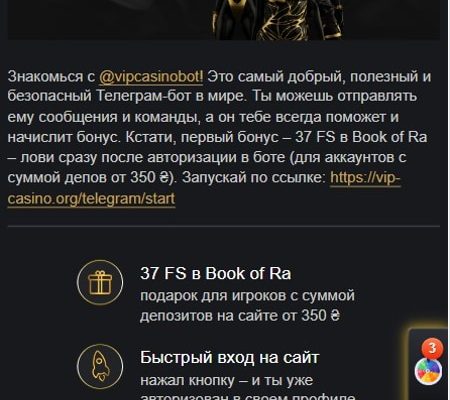 Знакомься с @vipcasinobot! Это самый добрый, полезный и
безопасный Телеграм-бот в мире. Ты можешь отправлять
ему сообщения и команды, а он тебе всегда поможет и
начислит бонус. Кстати, первый бонус – 37 FS в Book of Ra
– лови сразу после авторизации в боте (для аккаунтов с
суммой депов от 350 ₴). Запускай по ссылке: https://vip-
casino.org/telegram/start
37 FS в Book of Ra
подарок для игроков с суммой
депозитов на сайте от 350 ₴
3
Быстрый вход на сайт
нажал кнопку – и ты уже
авторизован в своем профиле